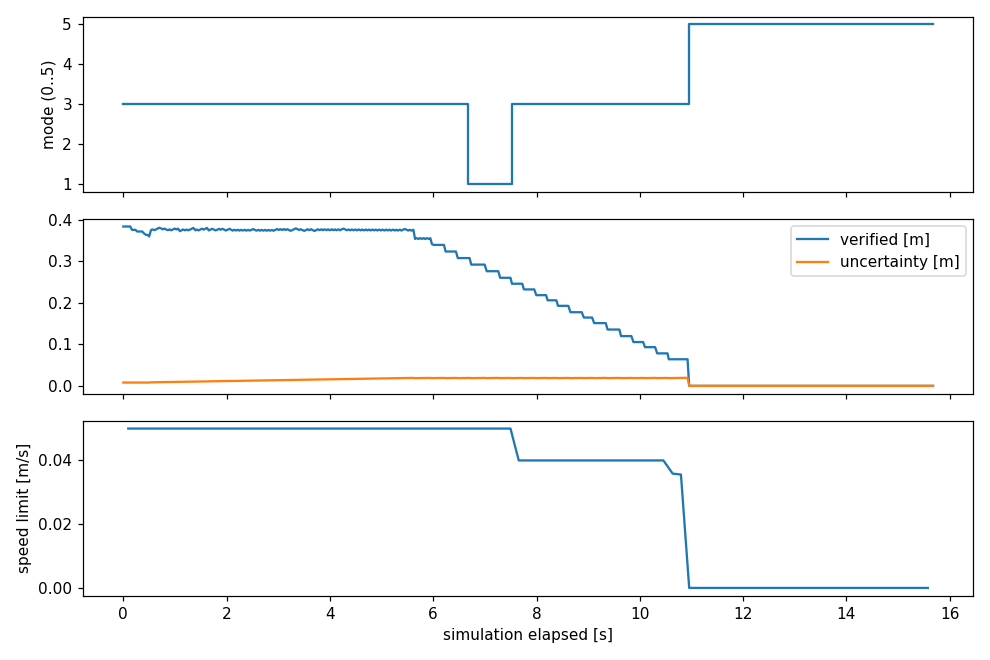 mode (0..5)
5
4
3
2
1
0.4
0.3
0.2
0.1
0.0
verified [m]
uncertainty [m]
speed limit [m/s]
0.04
0.02
0.00
0 2 4 6 8 10 12 14 16
simulation elapsed [s]